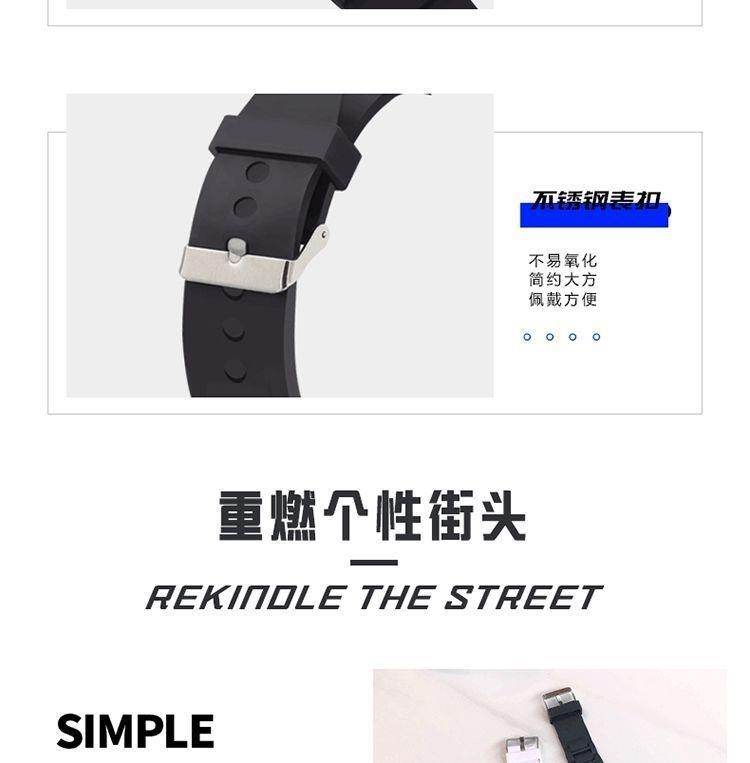 不锈钢表扣
不易氧化
简约大方
佩戴方便
重燃个性街头
REKINDLE THE STREET
SIMPLE